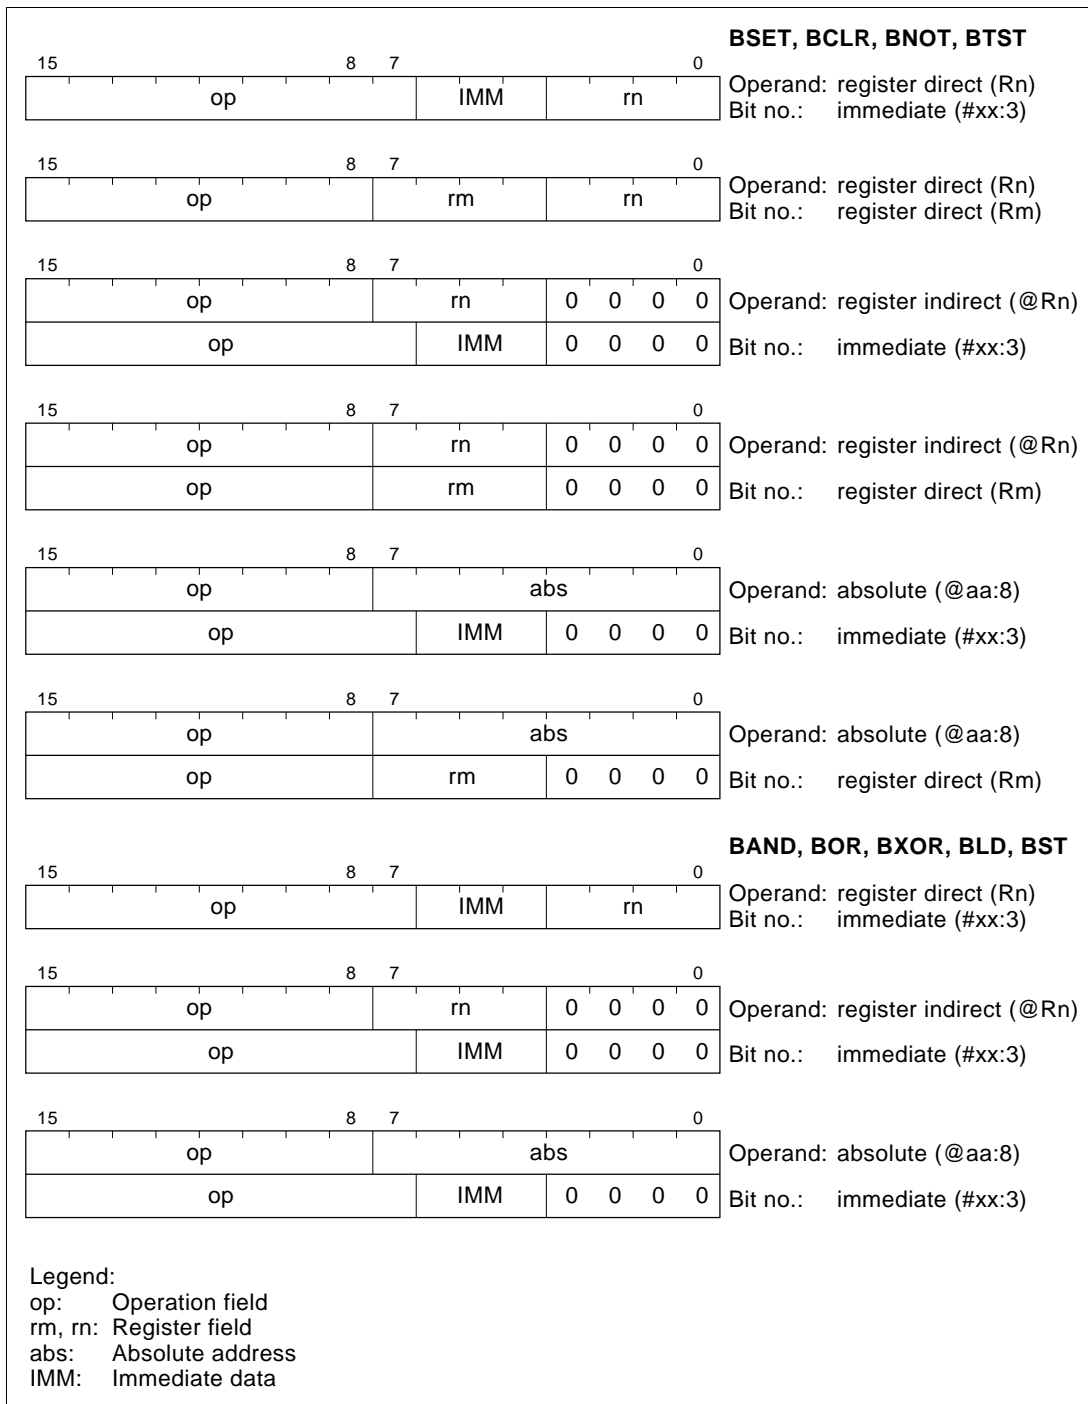 BSET, BCLR, BNOT, BTST
15 8 7 0
op IMM rn
Operand: register direct (Rn)
Bit no.: immediate (#xx:3)
15 8 7 0
op rm rn
Operand: register direct (Rn)
Bit no.: register direct (Rm)
15 8 7 0
op rn 0 0 0 0 Operand: register indirect (@Rn)
op IMM 0 0 0 0 Bit no.: immediate (#xx:3)
15 8 7 0
op rn 0 0 0 0 Operand: register indirect (@Rn)
op rm 0 0 0 0 Bit no.: register direct (Rm)
15 8 7 0
op abs Operand: absolute (@aa:8)
op IMM 0 0 0 0 Bit no.: immediate (#xx:3)
15 8 7 0
op abs Operand: absolute (@aa:8)
op rm 0 0 0 0 Bit no.: register direct (Rm)
BAND, BOR, BXOR, BLD, BST
15 8 7 0
op IMM rn
Operand: register direct (Rn)
Bit no.: immediate (#xx:3)
15 8 7 0
op rn 0 0 0 0 Operand: register indirect (@Rn)
op IMM 0 0 0 0 Bit no.: immediate (#xx:3)
15 8 7 0
op abs Operand: absolute (@aa:8)
op IMM 0 0 0 0 Bit no.: immediate (#xx:3)
Legend:
op: Operation field
rm, rn: Register field
abs: Absolute address
IMM: Immediate data